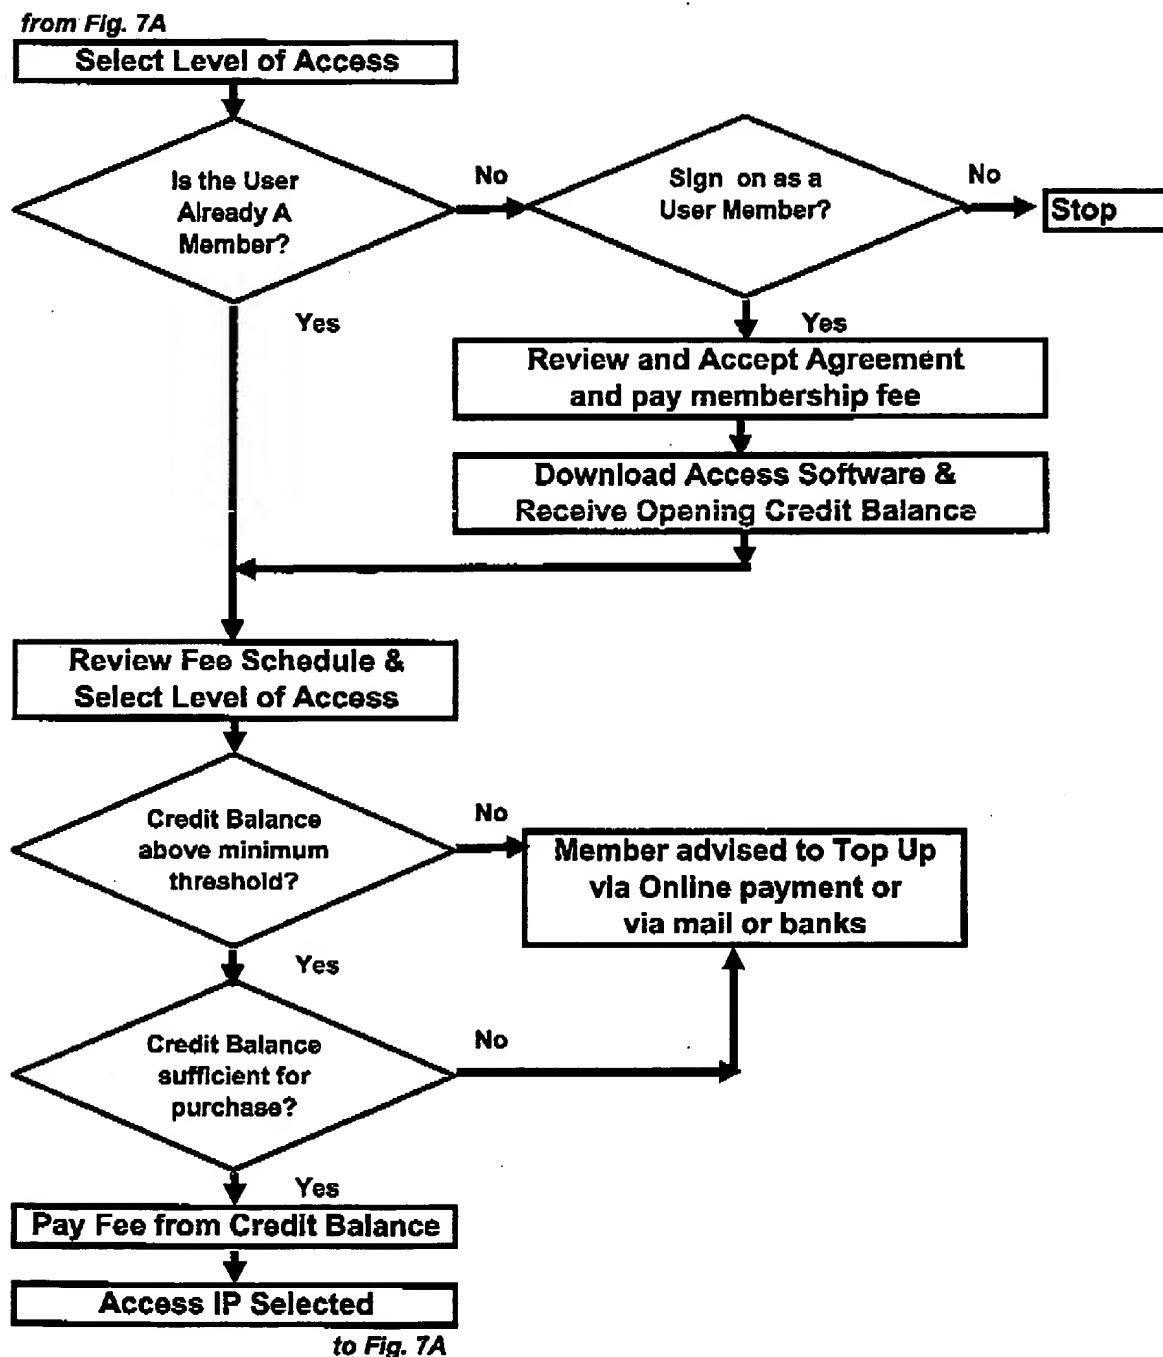 from Fig. 7A
Select Level of Access
Is the User
Already A
Member?
No
Sign on as a
User Member?
No
Stop
Yes
Yes
Review and Accept Agreement
and pay membership fee
Download Access Software &
Receive Opening Credit Balance
Review Fee Schedule &
Select Level of Access
Credit Balance
above minimum
threshold?
No
Member advised to Top Up
via Online payment or
via mail or banks
Yes
Credit Balance
sufficient for
purchase?
No
Yes
Pay Fee from Credit Balance
Access IP Selected
to Fig. 7A